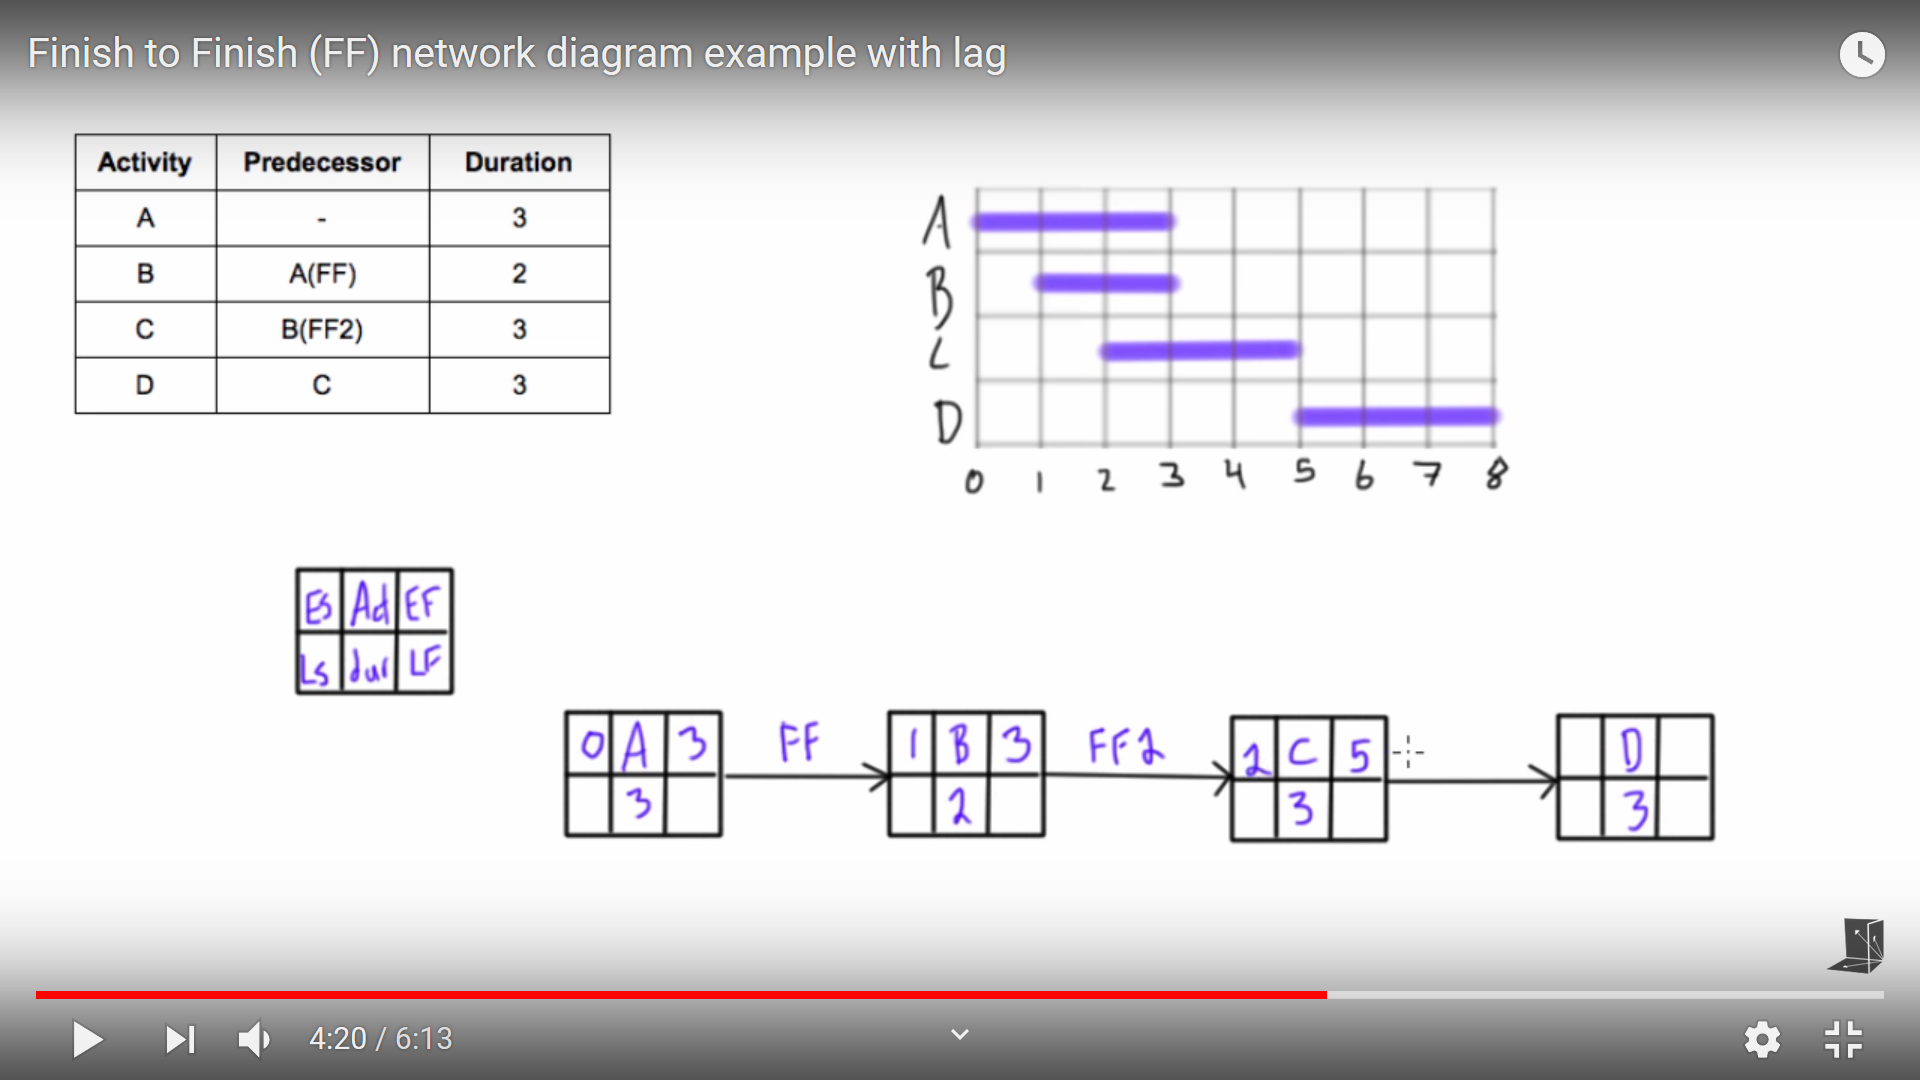 Finish to Finish (FF) network diagram example with lag
Activity Predecessor Duration
A - 3
B A(FF) 2
C B(FF2) 3
D C 3
A
B
C
D
0 1 2 3 4 5 6 7 8
ES Ad EF
LS dur LF
0 A 3 FF 1 B 3 FF2 2 C 5 D
3 2 3 3
4:20 / 6:13